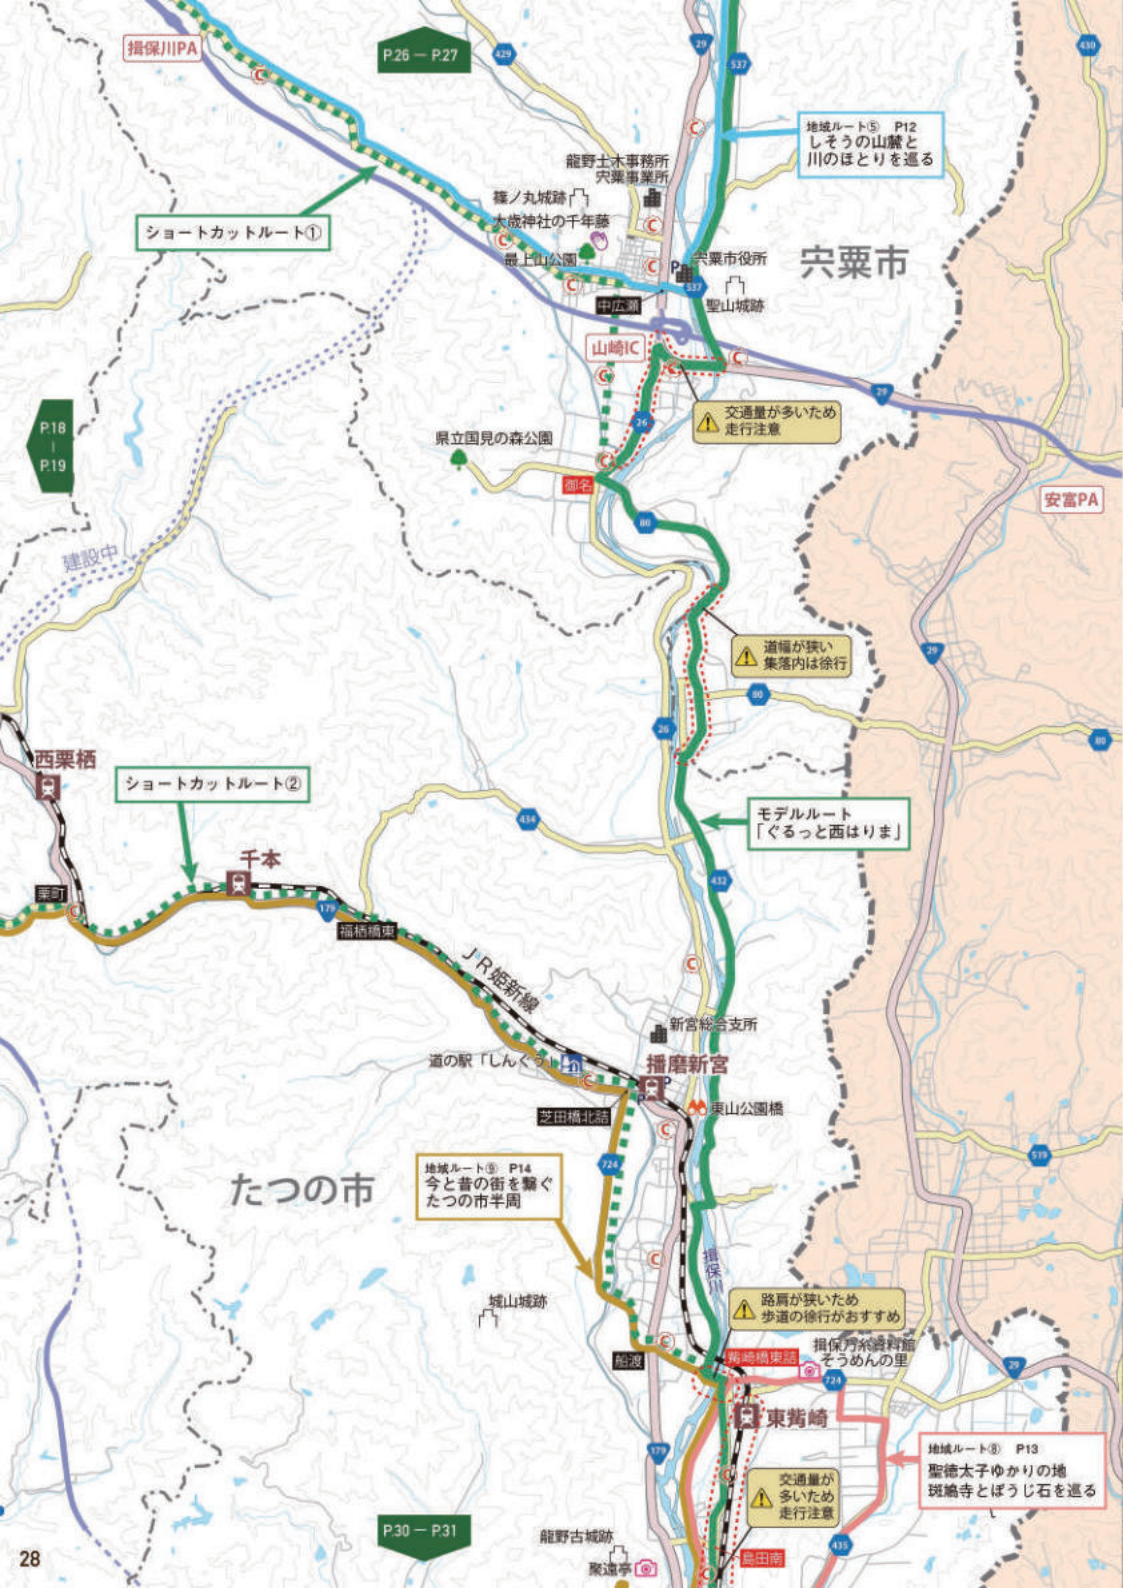 揖保川PA
P.26 － P.27
429
29
537
430
地域ルート⑤　P12
しそうの山麓と
川のほとりを巡る
龍野土木事務所
宍粟事業所
篠ノ丸城跡
大歳神社の千年藤
最上山公園
ショートカットルート①
宍粟市役所
P
宍粟市
537
聖山城跡
中広瀬
山崎IC
29
交通量が多いため
走行注意
26
P.18
|
P.19
県立国見の森公園
御名
安富PA
80
建設中
道幅が狭い
集落内は徐行
29
80
26
80
西栗栖
ショートカットルート②
モデルルート
「ぐるっと西はりま」
434
千本
432
栗町
179
福栖橋東
JR姫新線
C
新宮総合支所
道の駅「しんぐう」
播磨新宮
P
東山公園橋
芝田橋北詰
519
724
地域ルート⑨　P14
今と昔の街を繋ぐ
たつの市半周
たつの市
揖保川
城山城跡
路肩が狭いため
歩道の徐行がおすすめ
揖保乃糸資料館
そうめんの里
觜崎橋東詰
船渡
29
724
東觜崎
179
地域ルート⑧　P13
聖徳太子ゆかりの地
斑鳩寺とぼうじ石を巡る
交通量が
多いため
走行注意
P.30 － P.31
龍野古城跡
435
島田南
28
聚遠亭